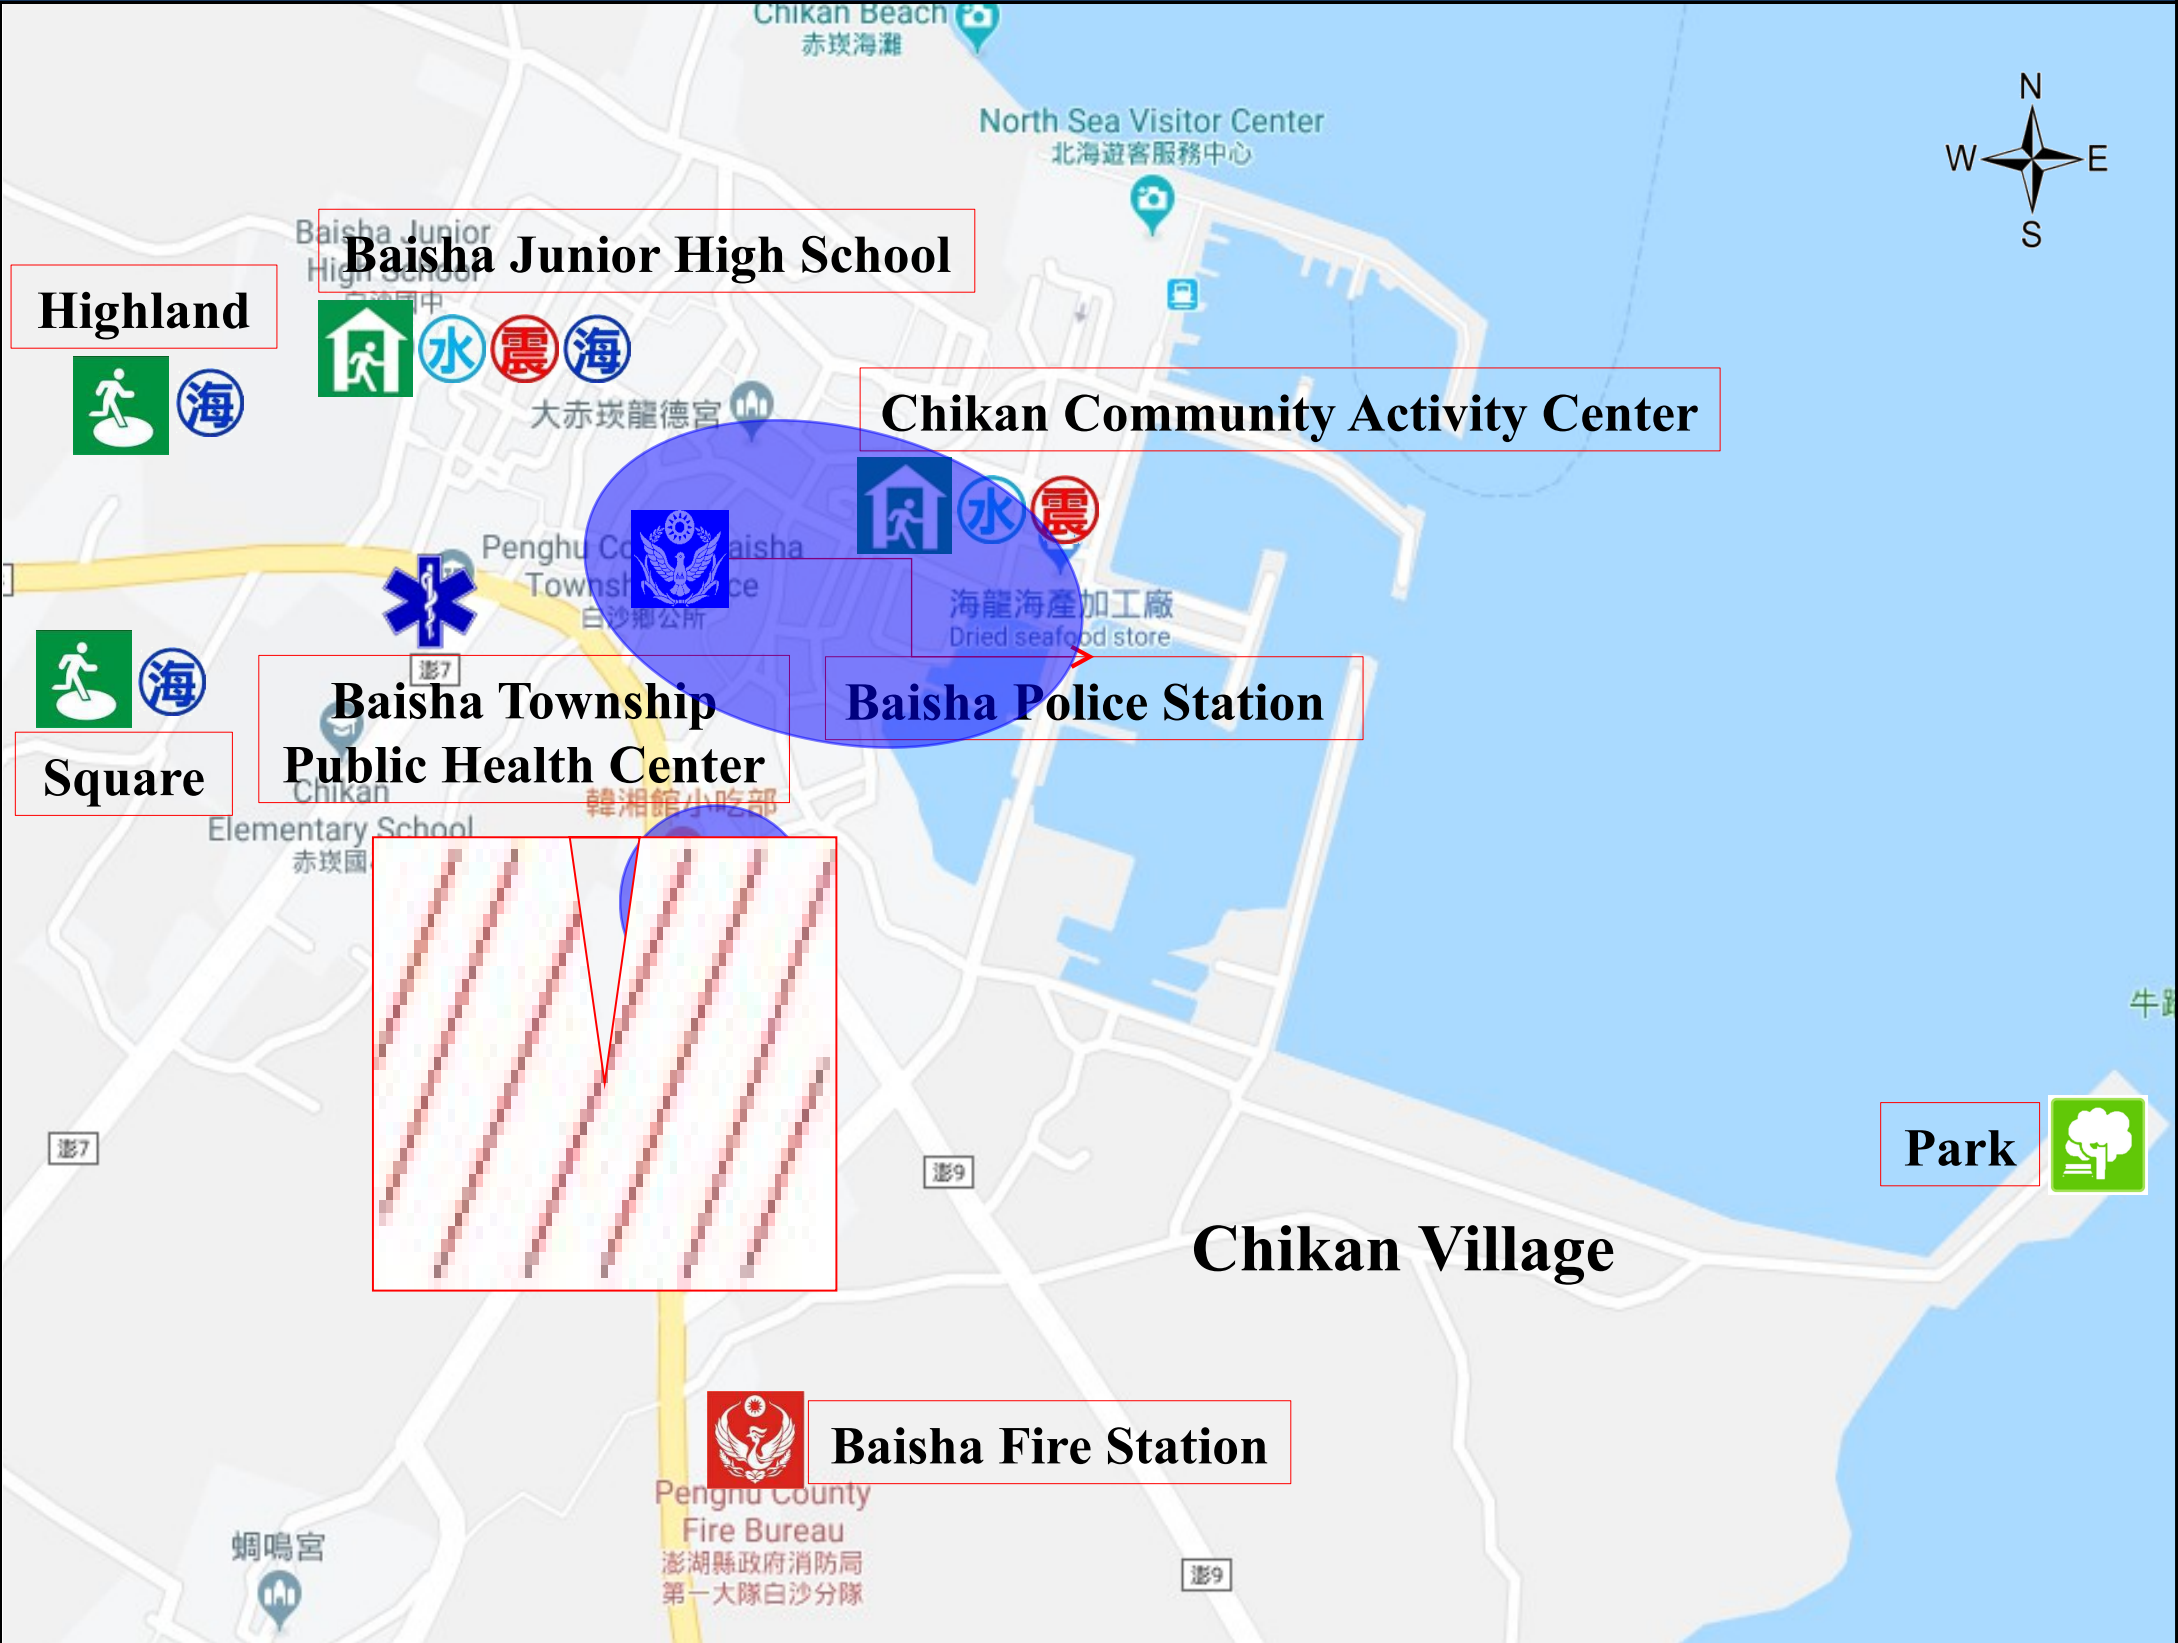 Chikan Beach
赤崁海灘
North Sea Visitor Center
北海遊客服務中心
N
W
E
S
Baisha Junior
High School
Baisha Junior High School
Highland
海
水
震
海
大赤崁龍德宮
Chikan Community Activity Center
水
震
Penghu
aisha
白沙鄉公所
海龍海產加工廠
Dried seafood store
澎7
海
Square
Baisha Township
Public Health Center
Baisha Police Station
韓湘館小吃部
Chikan
Elementary School
赤崁國
牛
Park
澎7
澎9
Chikan Village
Baisha Fire Station
Penghu County
Fire Bureau
澎湖縣政府消防局
第一大隊白沙分隊
蜩鳴宮
澎9